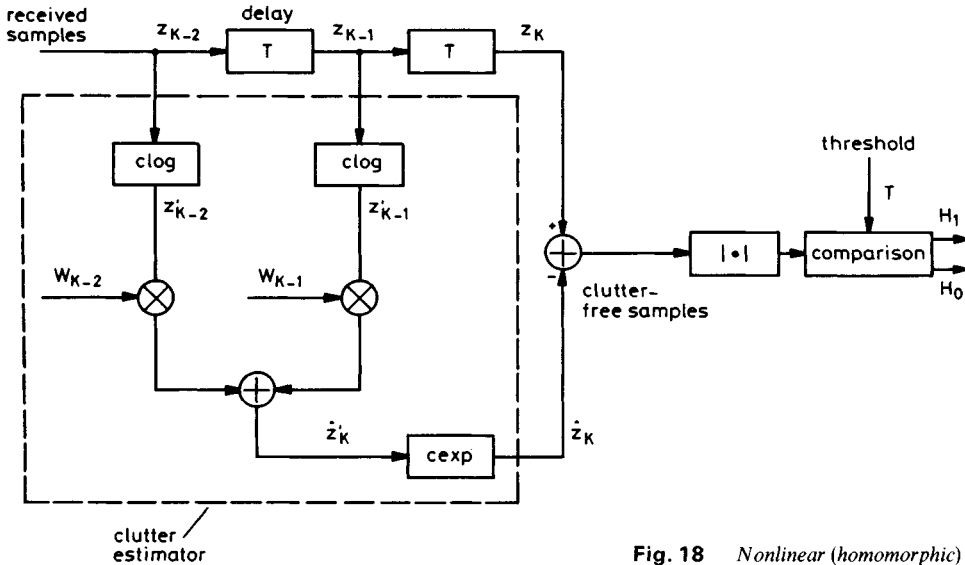 received
samples
delay
z_{K-2}
T
z_{K-1}
T
z_K
clog
clog
z'_{K-2}
z'_{K-1}
W_{K-2}
W_{K-1}
+
-
clutter-
free samples
|•|
threshold
T
comparison
H_1
H_0
ẑ'_K
cexp
ẑ_K
clutter
estimator
Fig. 18 Nonlinear (homomorphic)